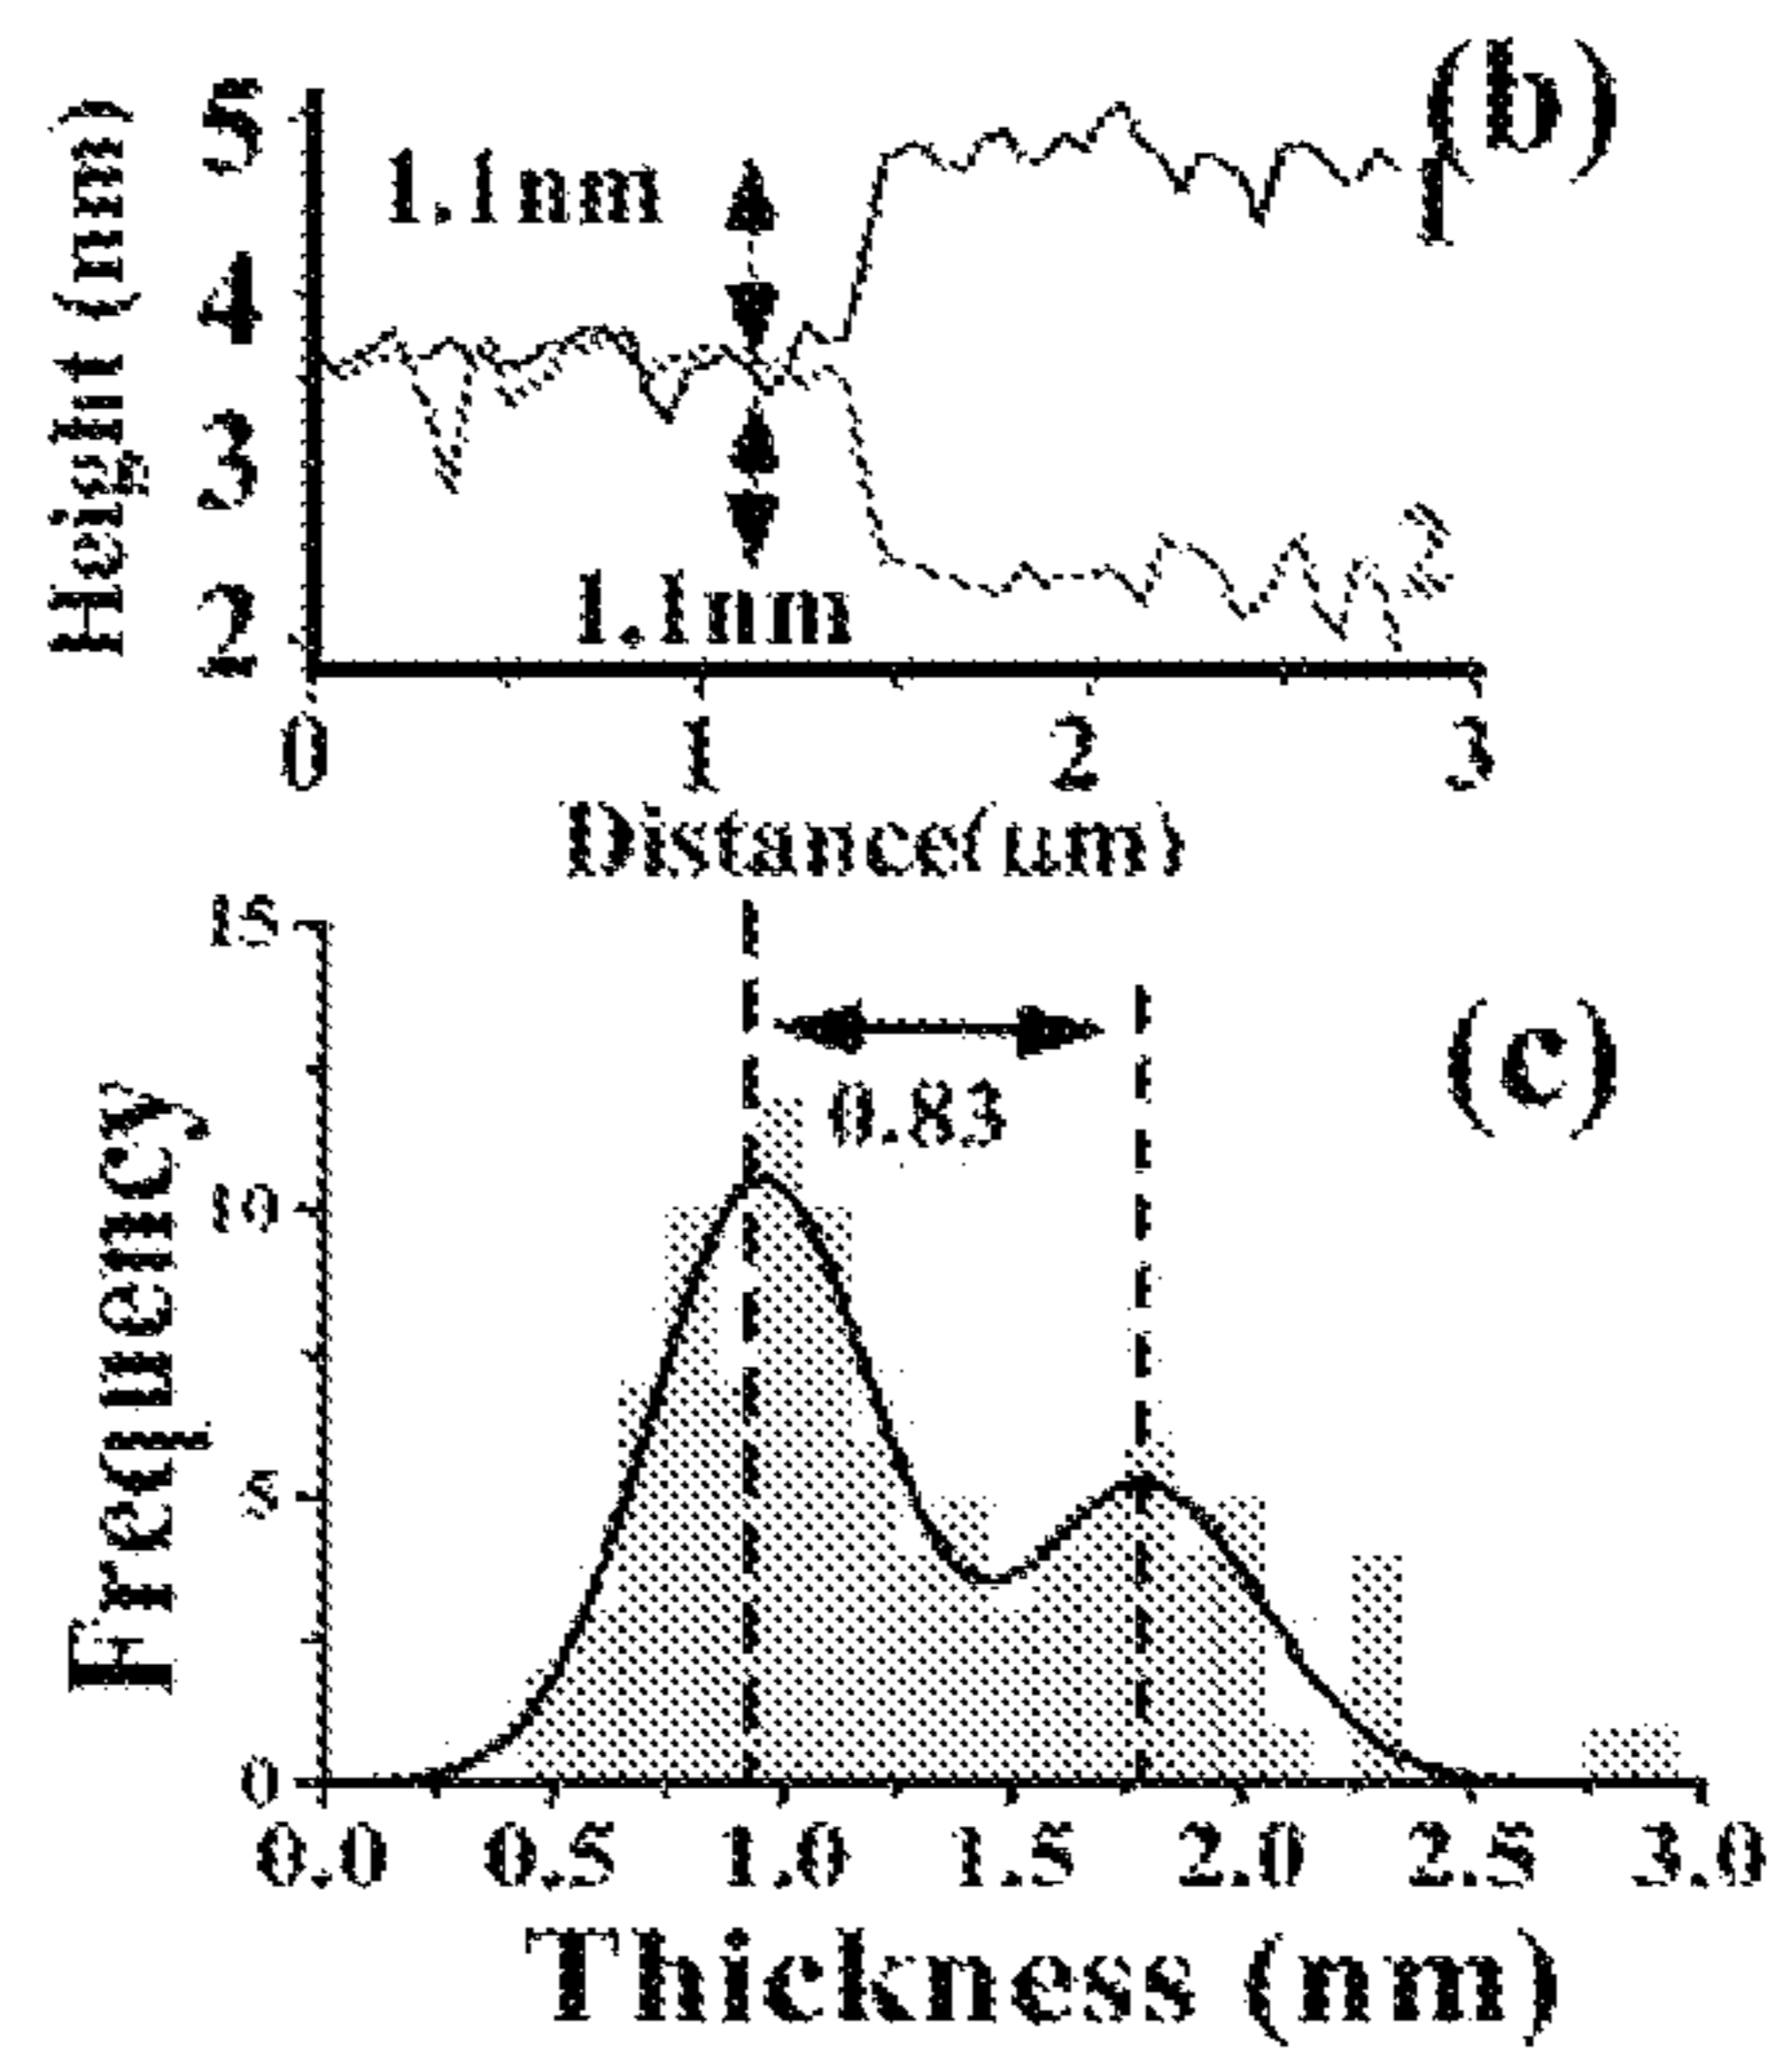 (b)
Height (nm)
5
4
3
2
1.1nm
1.1nm
0 1 2 3
Distance(μm)
(c)
Frequency
15
10
5
0
0.83
0.0 0.5 1.0 1.5 2.0 2.5 3.0
Thickness (nm)